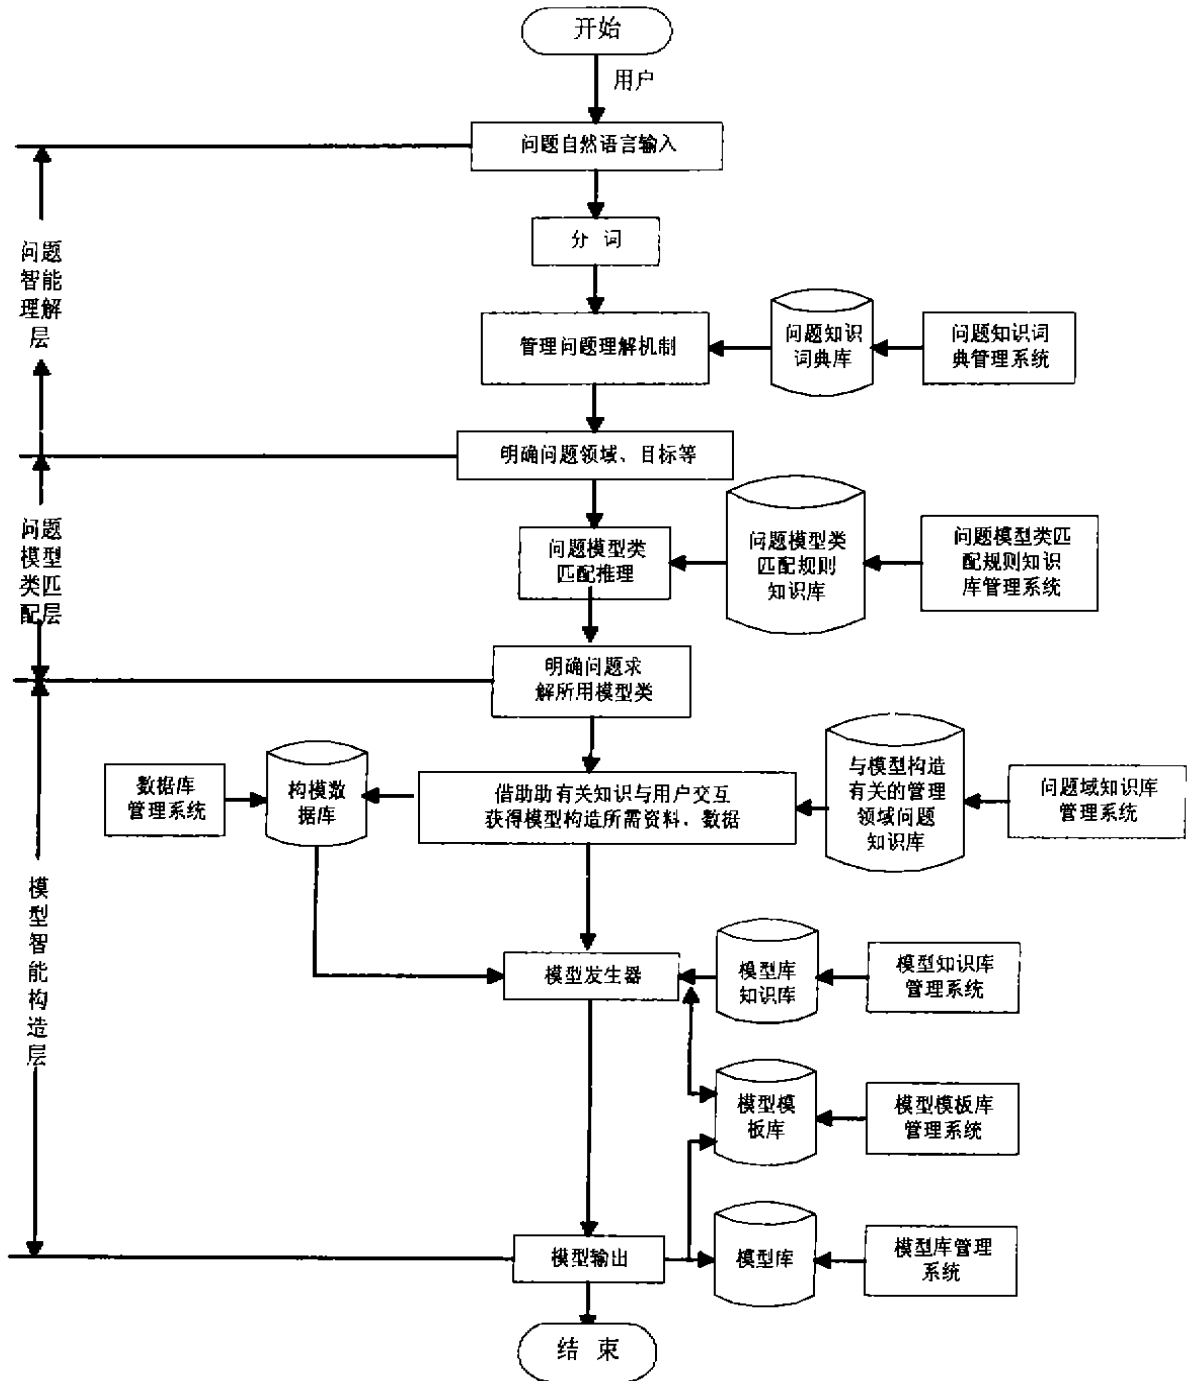 开始
用户
问题自然语言输入
分 词
问题
智能
理解
层
管理问题理解机制
问题知识
词典库
问题知识词
典管理系统
明确问题领域、目标等
问题
模型
类匹
配层
问题模型类
匹配推理
问题模型类
匹配规则
知识库
问题模型类匹
配规则知识
库管理系统
明确问题求
解所用模型类
数据库
管理系统
构模数
据库
借助助有关知识与用户交互
获得模型构造所需资料、数据
与模型构造
有关的管理
领域问题
知识库
问题域知识库
管理系统
模
型
智
能
构
造
层
模型发生器
模型库
知识库
模型知识库
管理系统
模型模
板库
模型模板库
管理系统
模型输出
模型库
模型库管理
系统
结 束